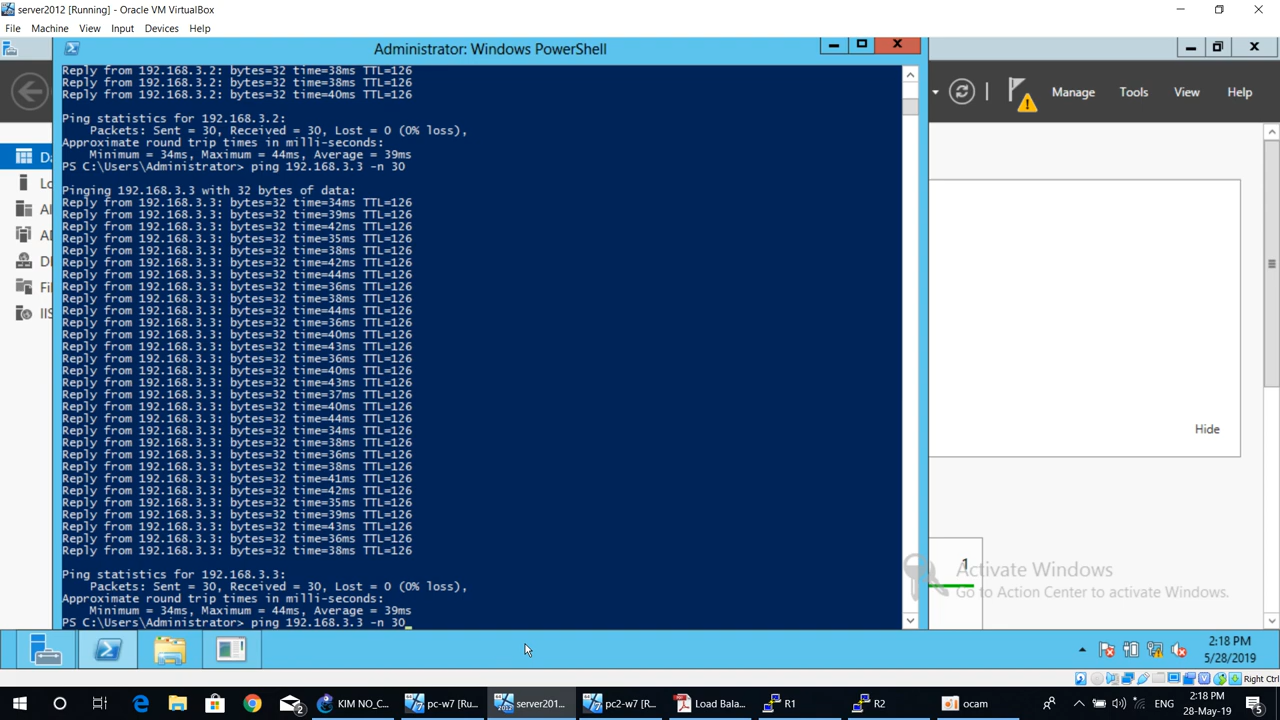 server2012 [Running] - Oracle VM VirtualBox
File Machine View Input Devices Help
Administrator: Windows PowerShell
Manage Tools View Help
Reply from 192.168.3.2: bytes=32 time=38ms TTL=126
Reply from 192.168.3.2: bytes=32 time=38ms TTL=126
Reply from 192.168.3.2: bytes=32 time=40ms TTL=126
Ping statistics for 192.168.3.2:
Packets: Sent = 30, Received = 30, Lost = 0 (0% loss),
Approximate round trip times in milli-seconds:
Minimum = 34ms, Maximum = 44ms, Average = 39ms
PS C:\Users\Administrator> ping 192.168.3.3 -n 30
Pinging 192.168.3.3 with 32 bytes of data:
Reply from 192.168.3.3: bytes=32 time=34ms TTL=126
Reply from 192.168.3.3: bytes=32 time=39ms TTL=126
Reply from 192.168.3.3: bytes=32 time=42ms TTL=126
Reply from 192.168.3.3: bytes=32 time=35ms TTL=126
Reply from 192.168.3.3: bytes=32 time=38ms TTL=126
Reply from 192.168.3.3: bytes=32 time=42ms TTL=126
Reply from 192.168.3.3: bytes=32 time=44ms TTL=126
Reply from 192.168.3.3: bytes=32 time=36ms TTL=126
Reply from 192.168.3.3: bytes=32 time=38ms TTL=126
Reply from 192.168.3.3: bytes=32 time=44ms TTL=126
Reply from 192.168.3.3: bytes=32 time=36ms TTL=126
Reply from 192.168.3.3: bytes=32 time=40ms TTL=126
Reply from 192.168.3.3: bytes=32 time=43ms TTL=126
Reply from 192.168.3.3: bytes=32 time=36ms TTL=126
Reply from 192.168.3.3: bytes=32 time=40ms TTL=126
Reply from 192.168.3.3: bytes=32 time=43ms TTL=126
Reply from 192.168.3.3: bytes=32 time=37ms TTL=126
Reply from 192.168.3.3: bytes=32 time=40ms TTL=126
Reply from 192.168.3.3: bytes=32 time=44ms TTL=126
Reply from 192.168.3.3: bytes=32 time=34ms TTL=126
Reply from 192.168.3.3: bytes=32 time=38ms TTL=126
Reply from 192.168.3.3: bytes=32 time=36ms TTL=126
Reply from 192.168.3.3: bytes=32 time=38ms TTL=126
Reply from 192.168.3.3: bytes=32 time=41ms TTL=126
Reply from 192.168.3.3: bytes=32 time=42ms TTL=126
Reply from 192.168.3.3: bytes=32 time=35ms TTL=126
Reply from 192.168.3.3: bytes=32 time=39ms TTL=126
Reply from 192.168.3.3: bytes=32 time=43ms TTL=126
Reply from 192.168.3.3: bytes=32 time=36ms TTL=126
Reply from 192.168.3.3: bytes=32 time=38ms TTL=126
Ping statistics for 192.168.3.3:
Packets: Sent = 30, Received = 30, Lost = 0 (0% loss),
Approximate round trip times in milli-seconds:
Minimum = 34ms, Maximum = 44ms, Average = 39ms
PS C:\Users\Administrator> ping 192.168.3.3 -n 30_
Da
Lo
Al
AD
DI
Fi
IIS
Hide
1
Activate Windows
Go to Action Center to activate Windows.
2:18 PM
5/28/2019
Right Ctrl
2
KIM NO_C...
pc-w7 [Ru...
server201...
pc2-w7 [R...
Load Bala...
R1
R2
ocam
ENG
2:18 PM
28-May-19
5